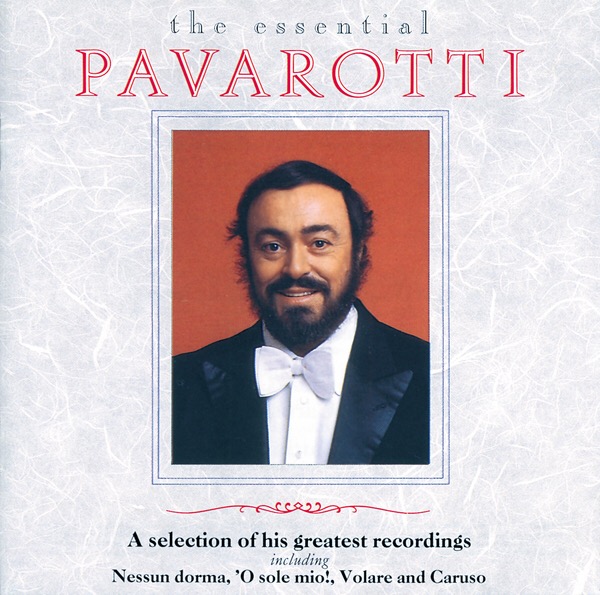 the essential
PAVAROTTI
A selection of his greatest recordings
including
Nessun dorma, 'O sole mio!, Volare and Caruso